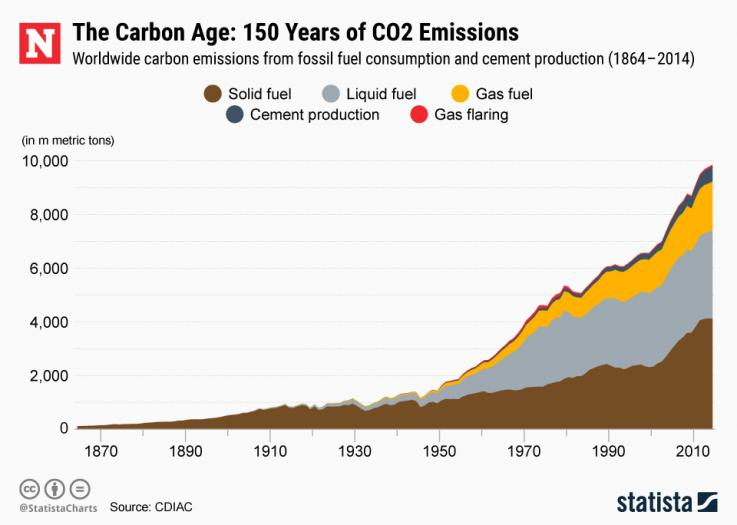 N
The Carbon Age: 150 Years of CO2 Emissions
Worldwide carbon emissions from fossil fuel consumption and cement production (1864–2014)
Solid fuel
Liquid fuel
Gas fuel
Cement production
Gas flaring
(in m metric tons)
10,000
8,000
6,000
4,000
2,000
0
1870 1890 1910 1930 1950 1970 1990 2010
cc
@StatistaCharts
Source: CDIAC
statista